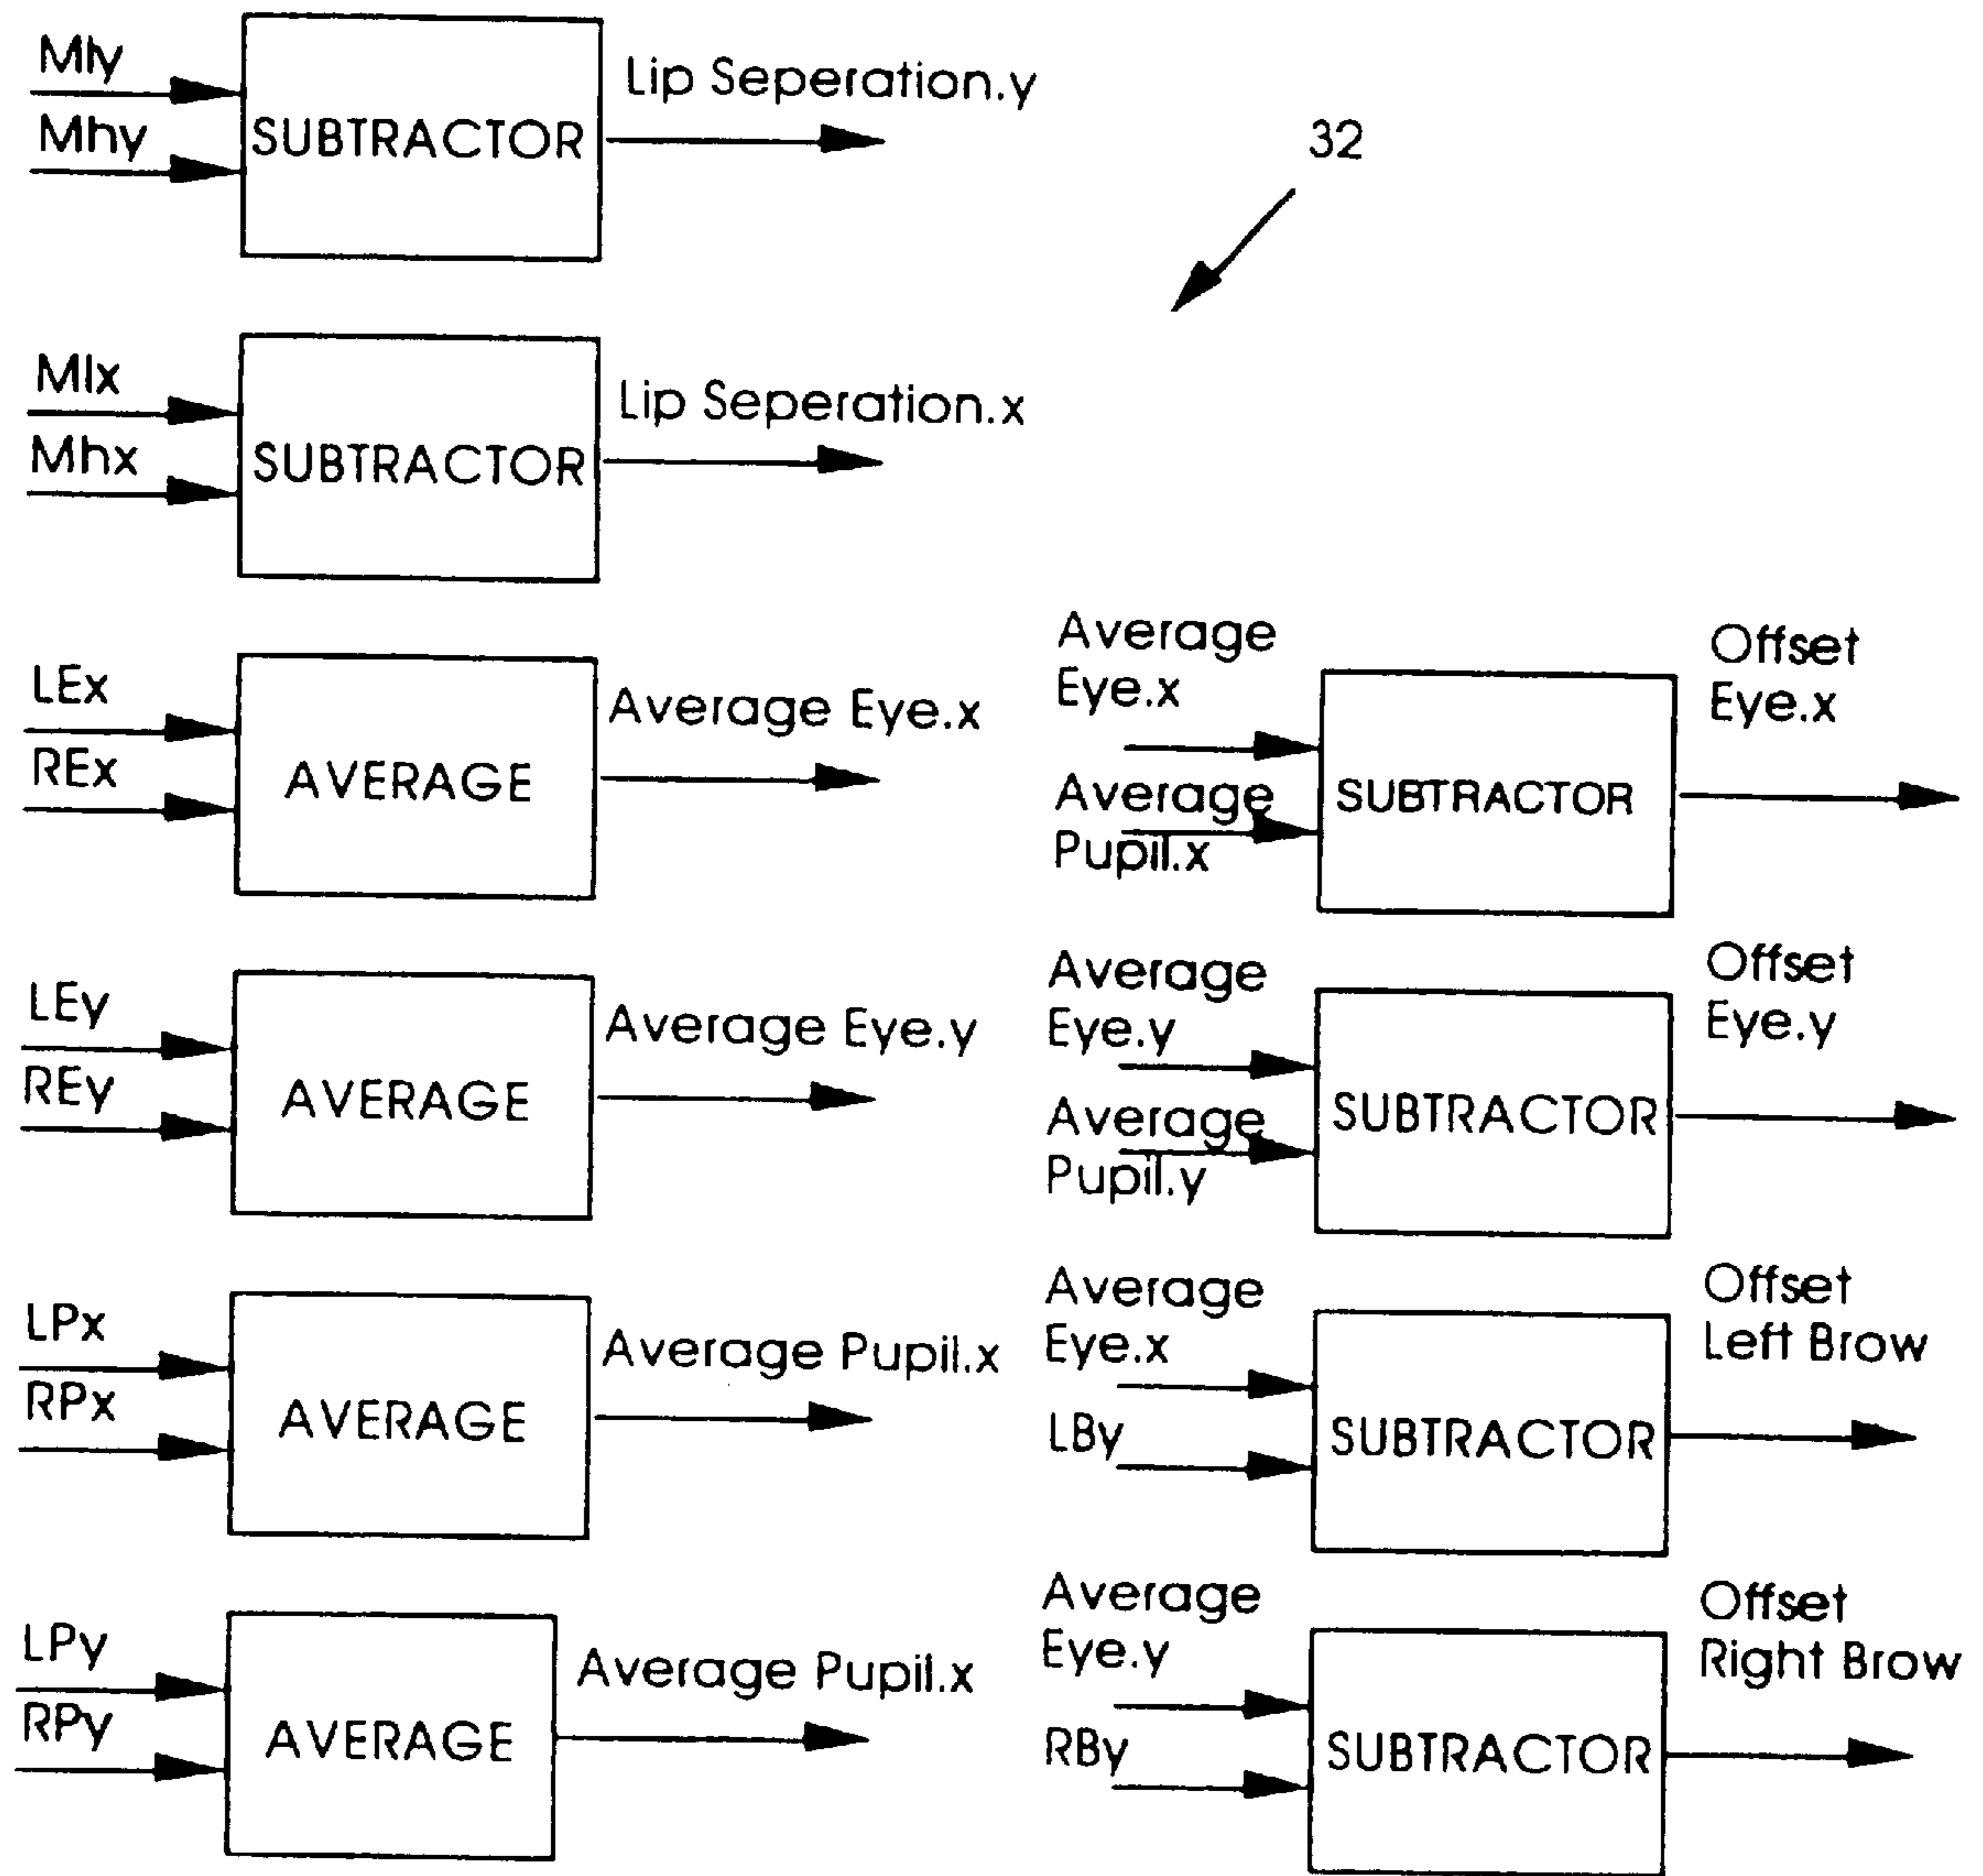 Mly
Mhy
SUBTRACTOR
Lip Seperation.y
32
Mlx
Mhx
SUBTRACTOR
Lip Seperation.x
LEx
REx
AVERAGE
Average Eye.x
Average
Eye.x
Average
Pupil.x
SUBTRACTOR
Offset
Eye.x
LEy
REy
AVERAGE
Average Eye.y
Average
Eye.y
Average
Pupil.y
SUBTRACTOR
Offset
Eye.y
LPx
RPx
AVERAGE
Average Pupil.x
Average
Eye.x
LBy
SUBTRACTOR
Offset
Left Brow
LPy
RPy
AVERAGE
Average Pupil.x
Average
Eye.y
RBy
SUBTRACTOR
Offset
Right Brow